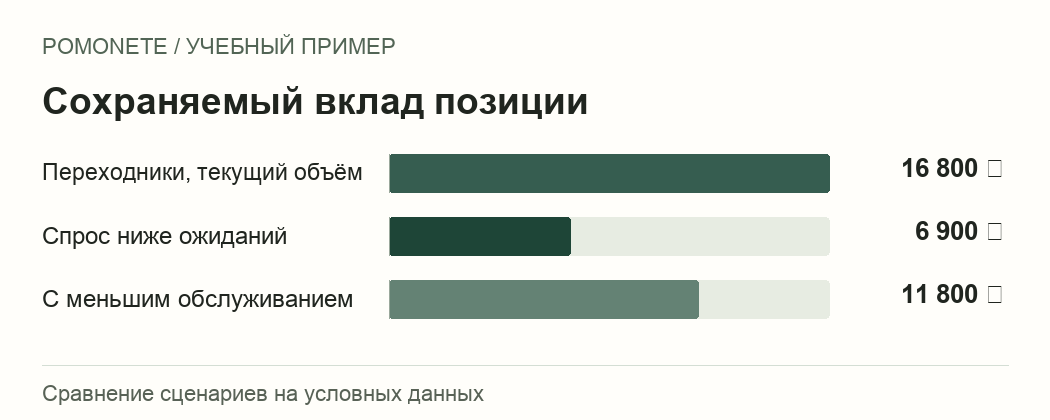 POMONETE / УЧЕБНЫЙ ПРИМЕР
Сохраняемый вклад позиции
Переходники, текущий объём 16 800 □
Спрос ниже ожиданий 6 900 □
С меньшим обслуживанием 11 800 □
Сравнение сценариев на условных данных